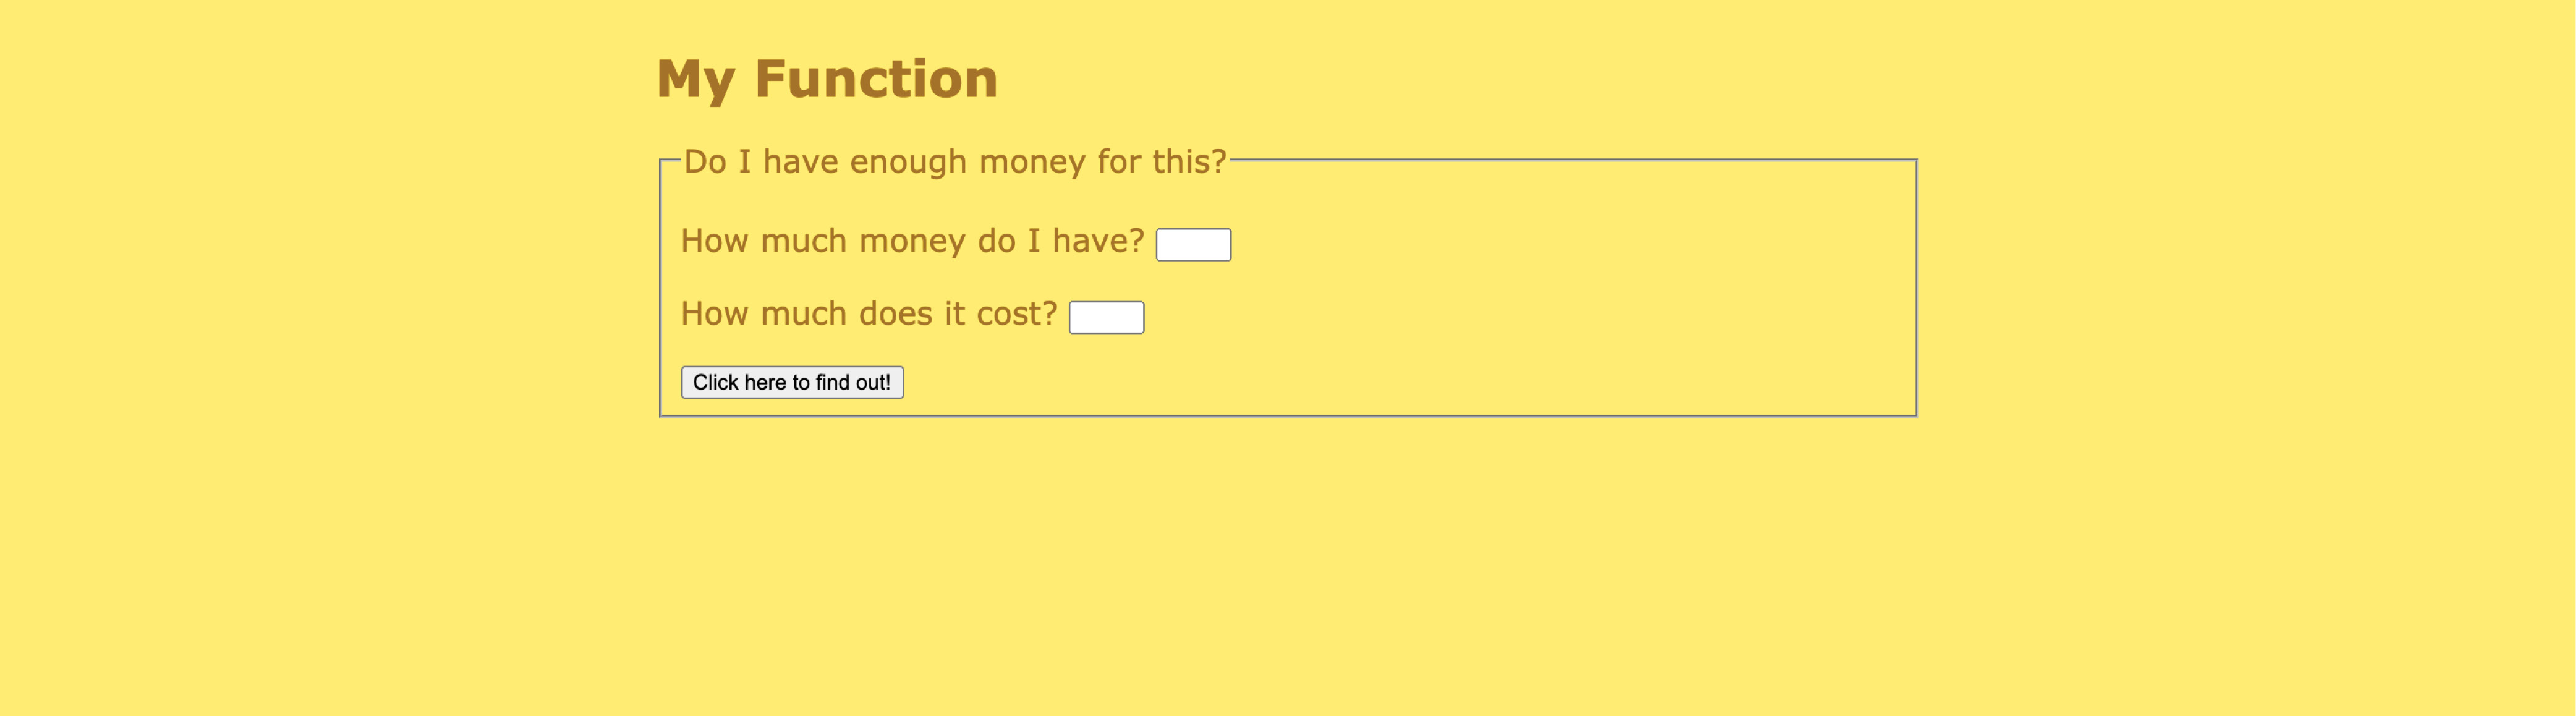 My Function
Do I have enough money for this?
How much money do I have?
How much does it cost?
Click here to find out!